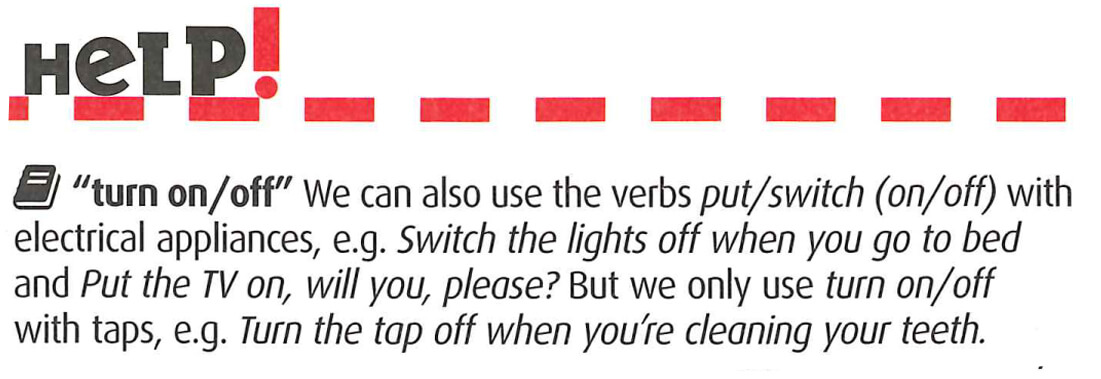 HeLP!
"turn on/off" We can also use the verbs put/switch (on/off) with
electrical appliances, e.g. Switch the lights off when you go to bed
and Put the TV on, will you, please? But we only use turn on/off
with taps, e.g. Turn the tap off when you're cleaning your teeth.